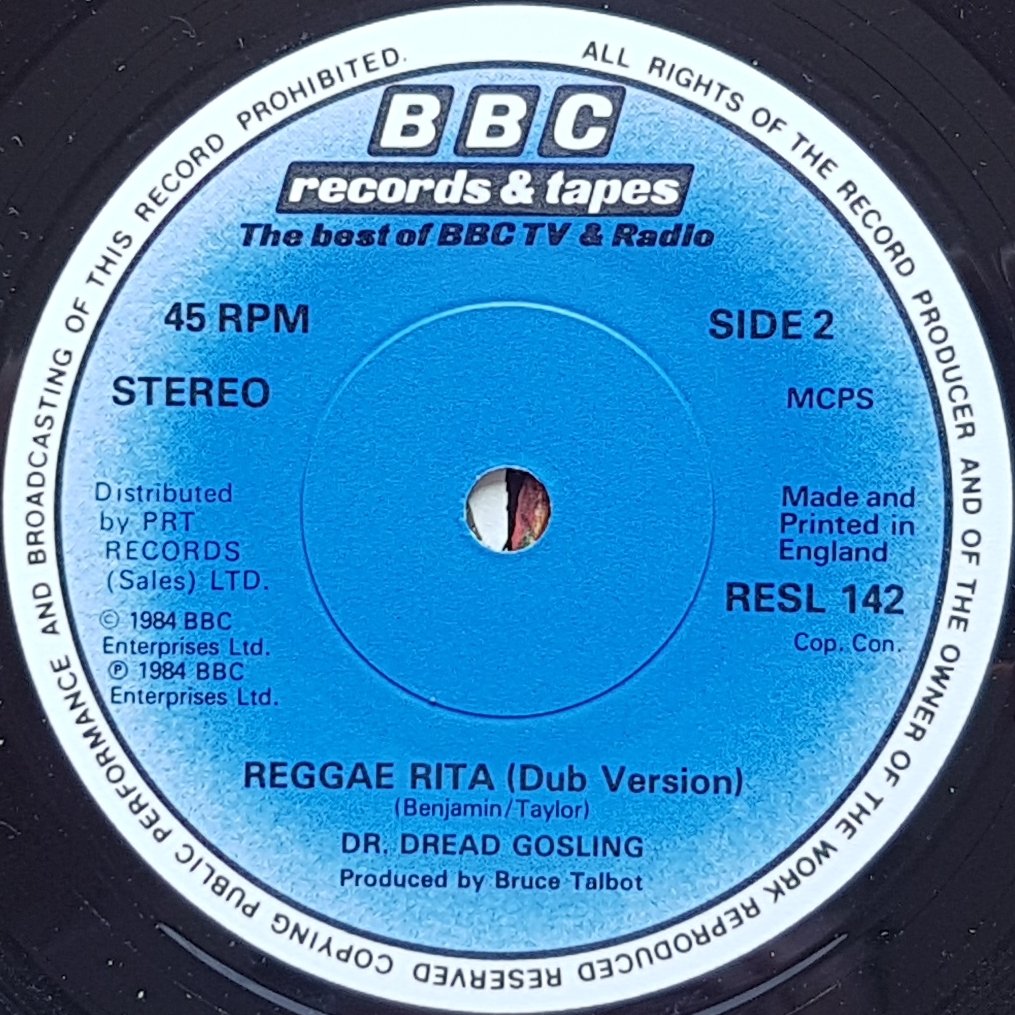 ALL RIGHTS OF THE RECORD PRODUCER AND OF THE OWNER OF THE WORK REPRODUCED RESERVED COPYING PUBLIC PERFORMANCE AND BROADCASTING OF THIS RECORD PROHIBITED.
BBC
records & tapes
The best of BBC TV & Radio
45 RPM
STEREO
SIDE 2
MCPS
Distributed
by PRT
RECORDS
(Sales) LTD.
© 1984 BBC
Enterprises Ltd.
℗ 1984 BBC
Enterprises Ltd.
Made and
Printed in
England
RESL 142
Cop. Con.
REGGAE RITA (Dub Version)
(Benjamin/Taylor)
DR. DREAD GOSLING
Produced by Bruce Talbot